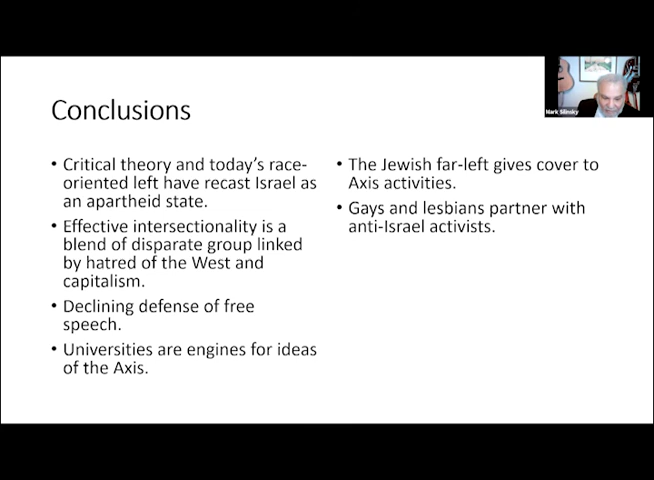 Mark Silinsky
Conclusions
• Critical theory and today's race-
oriented left have recast Israel as
an apartheid state.
• Effective intersectionality is a
blend of disparate group linked
by hatred of the West and
capitalism.
• Declining defense of free
speech.
• Universities are engines for ideas
of the Axis.
• The Jewish far-left gives cover to
Axis activities.
• Gays and lesbians partner with
anti-Israel activists.